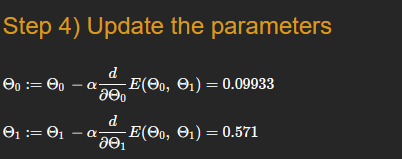 Step 4) Update the parameters
Θ₀ := Θ₀ − α d/∂Θ₀ E(Θ₀, Θ₁) = 0.09933
Θ₁ := Θ₁ − α d/∂Θ₁ E(Θ₀, Θ₁) = 0.571